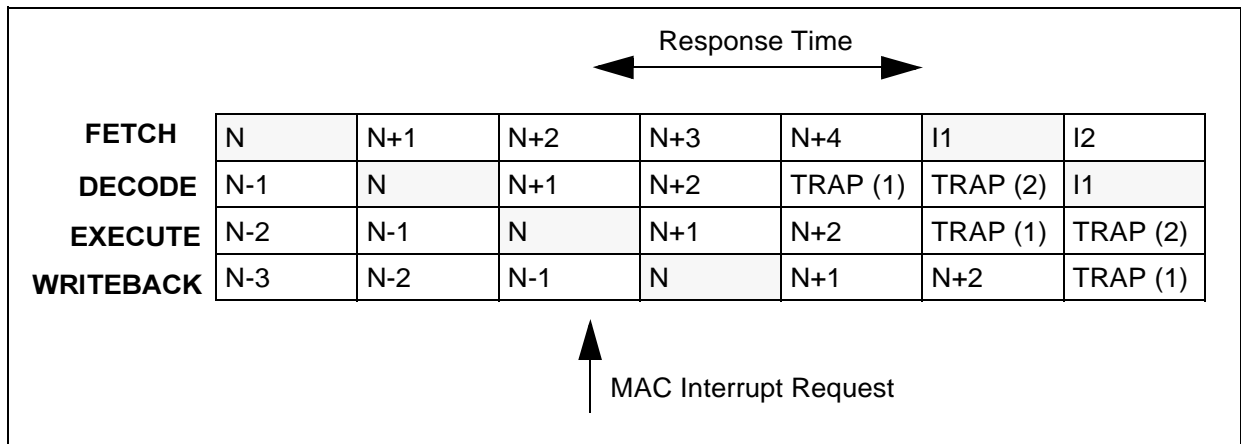 Response Time
FETCH N N+1 N+2 N+3 N+4 I1 I2
DECODE N-1 N N+1 N+2 TRAP (1) TRAP (2) I1
EXECUTE N-2 N-1 N N+1 N+2 TRAP (1) TRAP (2)
WRITEBACK N-3 N-2 N-1 N N+1 N+2 TRAP (1)
MAC Interrupt Request